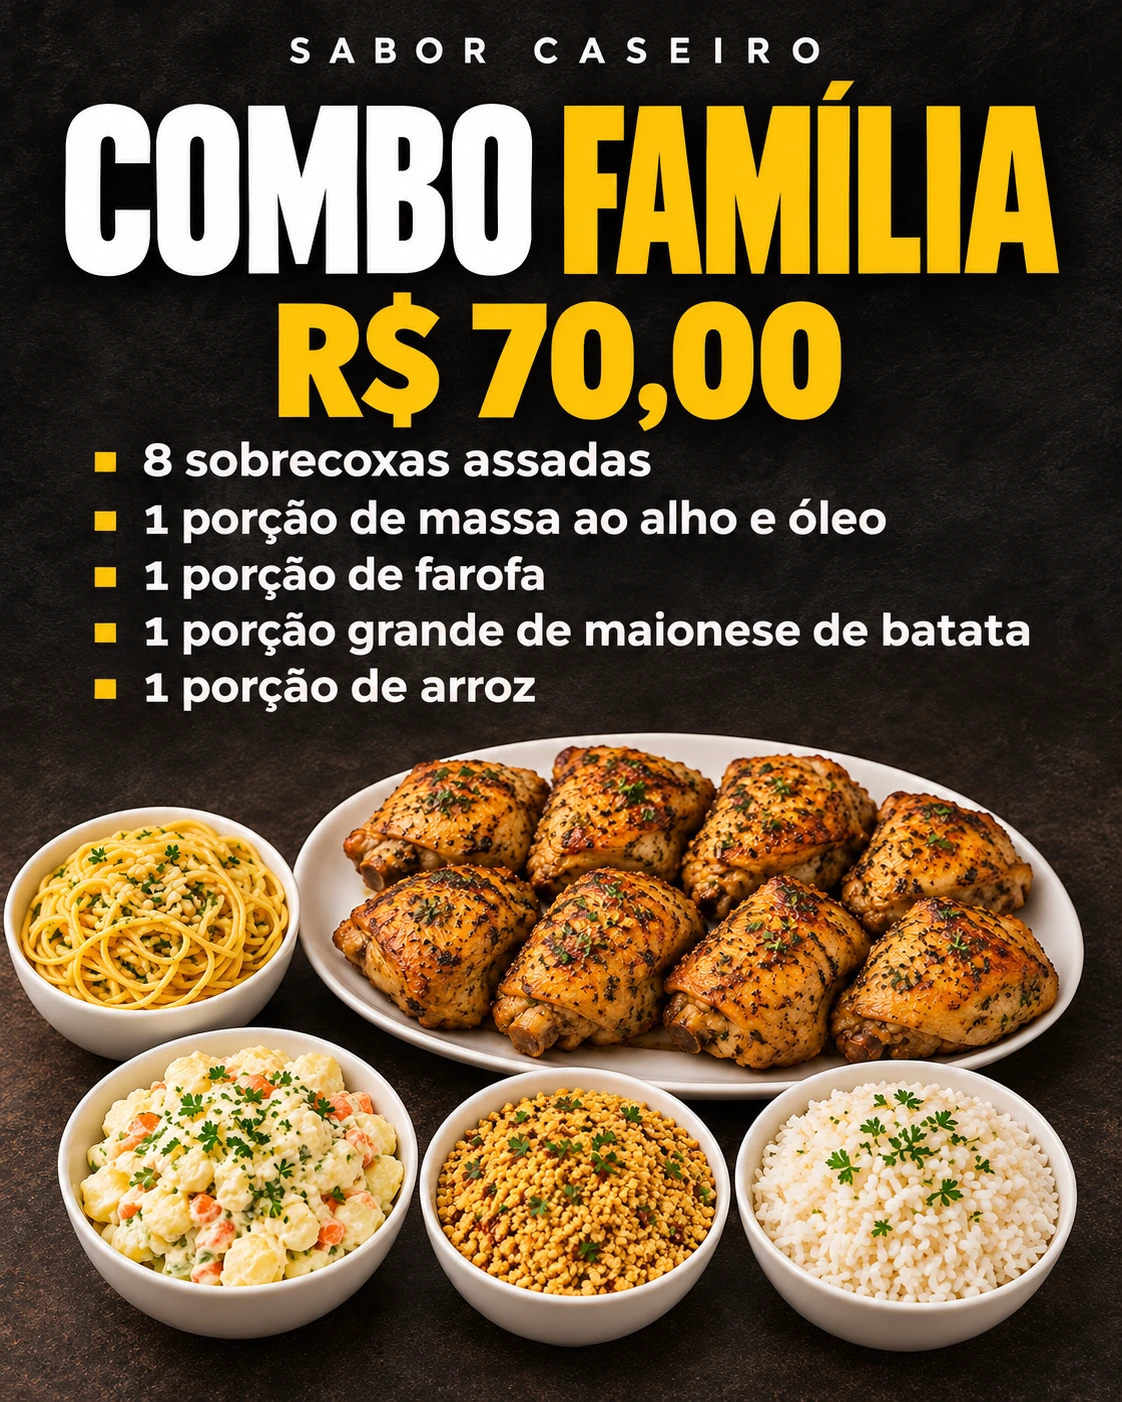 SABOR CASEIRO
COMBO FAMÍLIA
R$ 70,00
8 sobrecoxas assadas
1 porção de massa ao alho e óleo
1 porção de farofa
1 porção grande de maionese de batata
1 porção de arroz